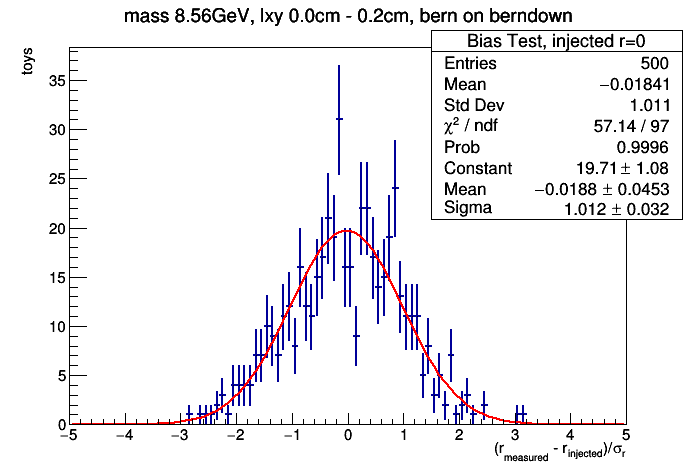 mass 8.56GeV, lxy 0.0cm - 0.2cm, bern on berndown
Bias Test, injected r=0
Entries 500
Mean −0.01841
Std Dev 1.011
χ² / ndf 57.14 / 97
Prob 0.9996
Constant 19.71 ± 1.08
Mean −0.0188 ± 0.0453
Sigma 1.012 ± 0.032
toys
35
30
25
20
15
10
5
0
−5 −4 −3 −2 −1 0 1 2 3 4 5
(r_measured - r_injected)/σ_r